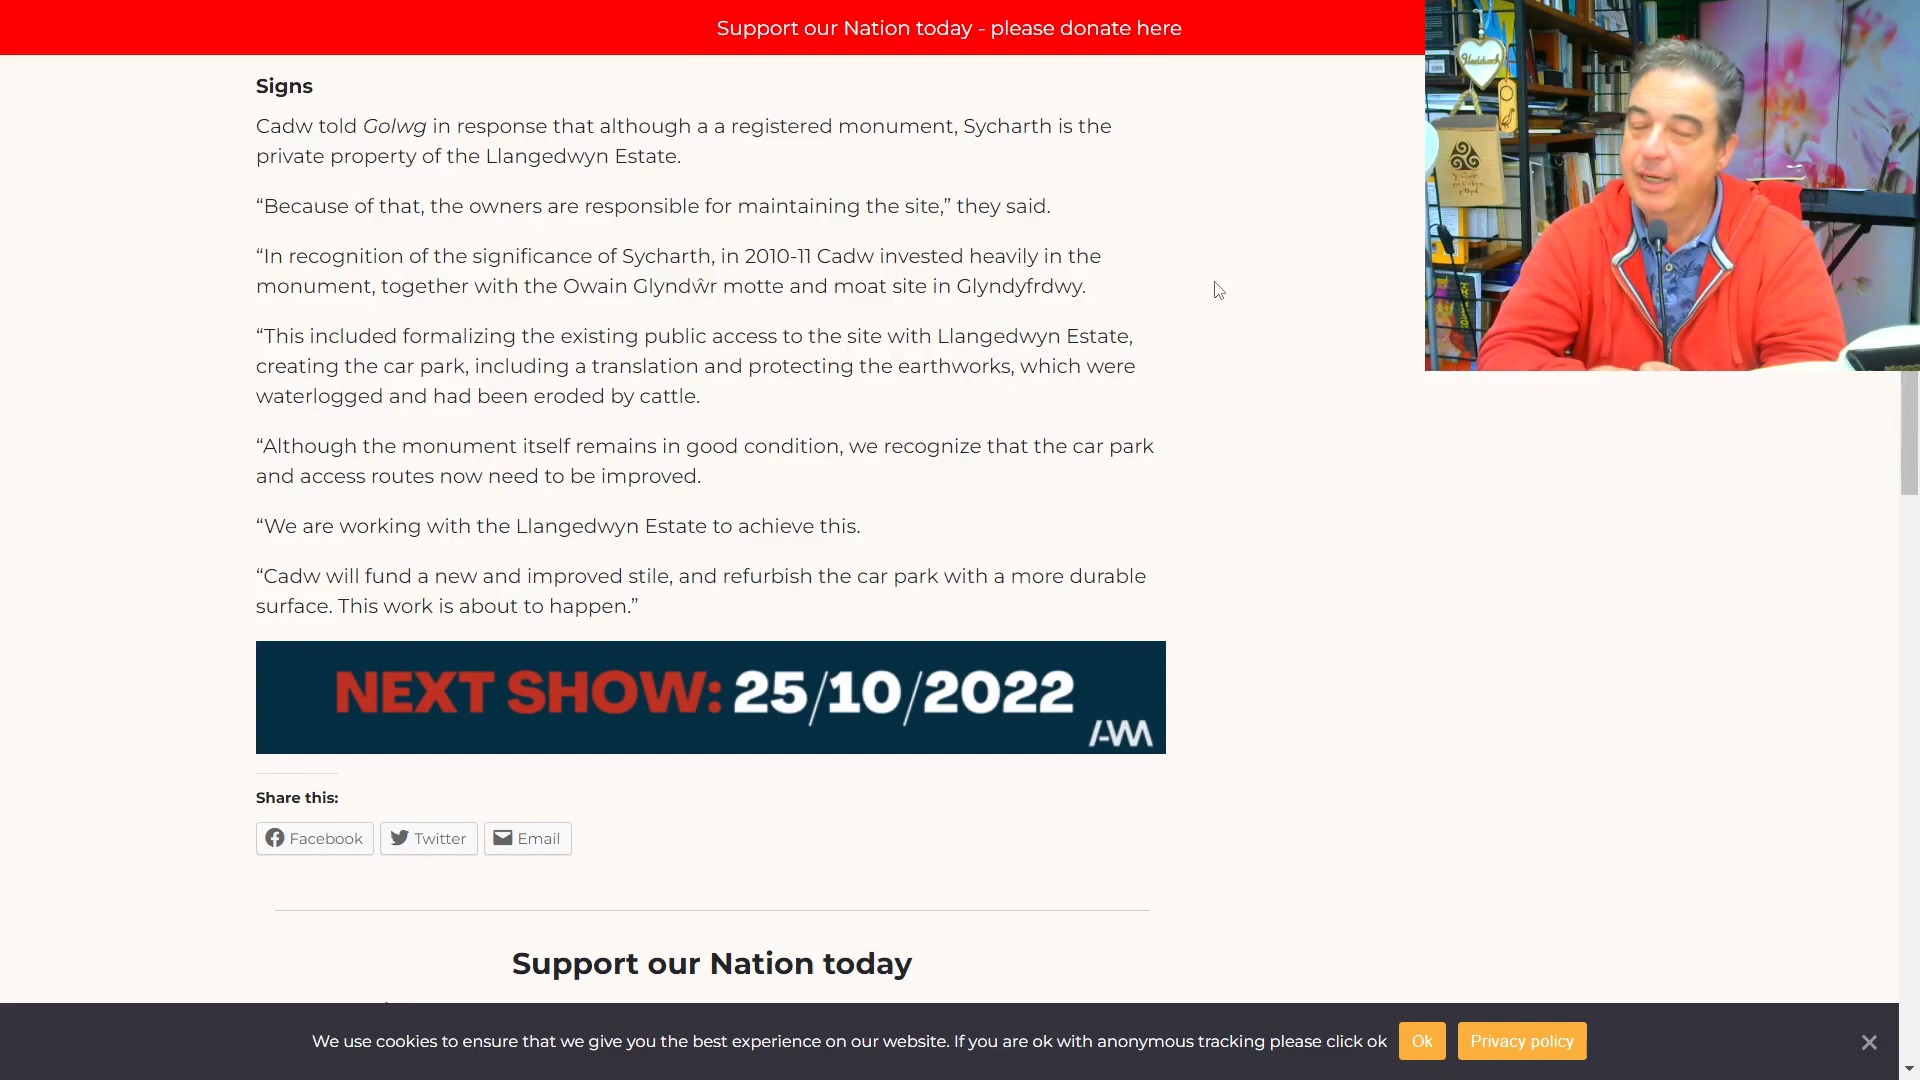 Support our Nation today - please donate here
Signs
Cadw told Golwg in response that although a a registered monument, Sycharth is the
private property of the Llangedwyn Estate.
“Because of that, the owners are responsible for maintaining the site,” they said.
“In recognition of the significance of Sycharth, in 2010-11 Cadw invested heavily in the
monument, together with the Owain Glyndŵr motte and moat site in Glyndyfrdwy.
“This included formalizing the existing public access to the site with Llangedwyn Estate,
creating the car park, including a translation and protecting the earthworks, which were
waterlogged and had been eroded by cattle.
“Although the monument itself remains in good condition, we recognize that the car park
and access routes now need to be improved.
“We are working with the Llangedwyn Estate to achieve this.
“Cadw will fund a new and improved stile, and refurbish the car park with a more durable
surface. This work is about to happen.”
NEXT SHOW: 25/10/2022
AWA
Share this:
Facebook
Twitter
Email
Support our Nation today
We use cookies to ensure that we give you the best experience on our website. If you are ok with anonymous tracking please click ok
Ok
Privacy policy
Heddwch